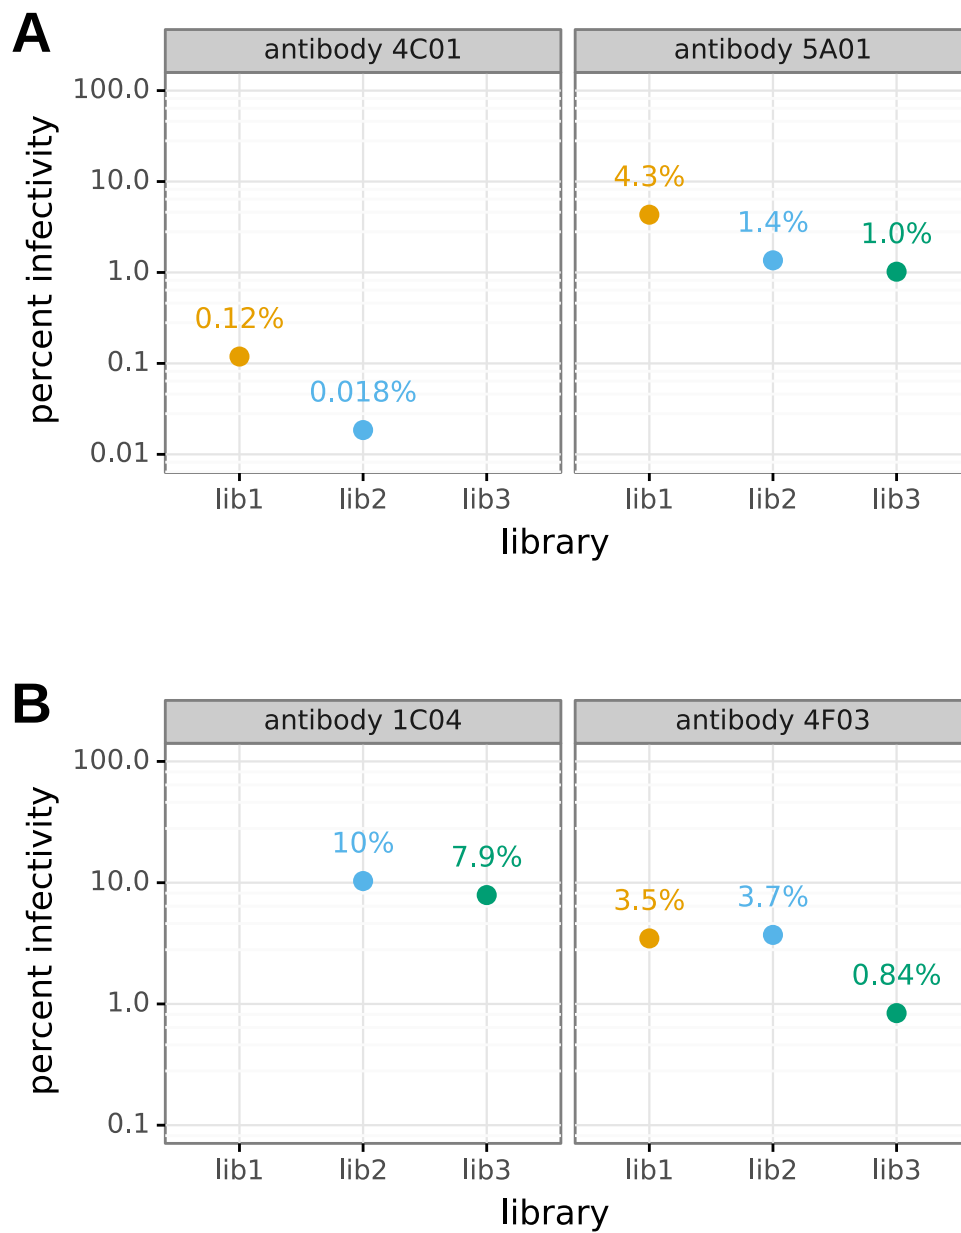 A
antibody 4C01
antibody 5A01
percent infectivity
100.0
10.0
1.0
0.1
0.01
0.12%
0.018%
4.3%
1.4%
1.0%
lib1 lib2 lib3
lib1 lib2 lib3
library
B
antibody 1C04
antibody 4F03
percent infectivity
100.0
10.0
1.0
0.1
10%
7.9%
3.5%
3.7%
0.84%
lib1 lib2 lib3
lib1 lib2 lib3
library